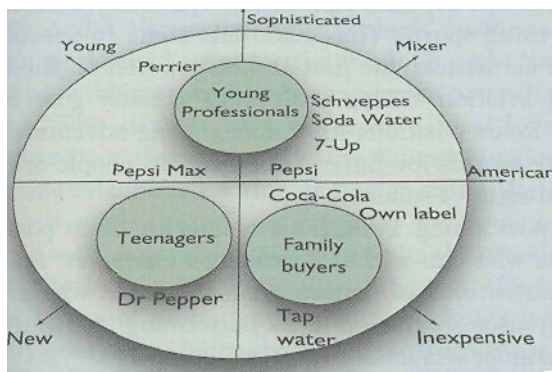 Sophisticated
Young
Mixer
Perrier
Young
Professionals
Schweppes
Soda Water
7-Up
Pepsi Max
Pepsi
American
Coca-Cola
Own label
Teenagers
Family
buyers
Dr Pepper
Tap
water
New
Inexpensive